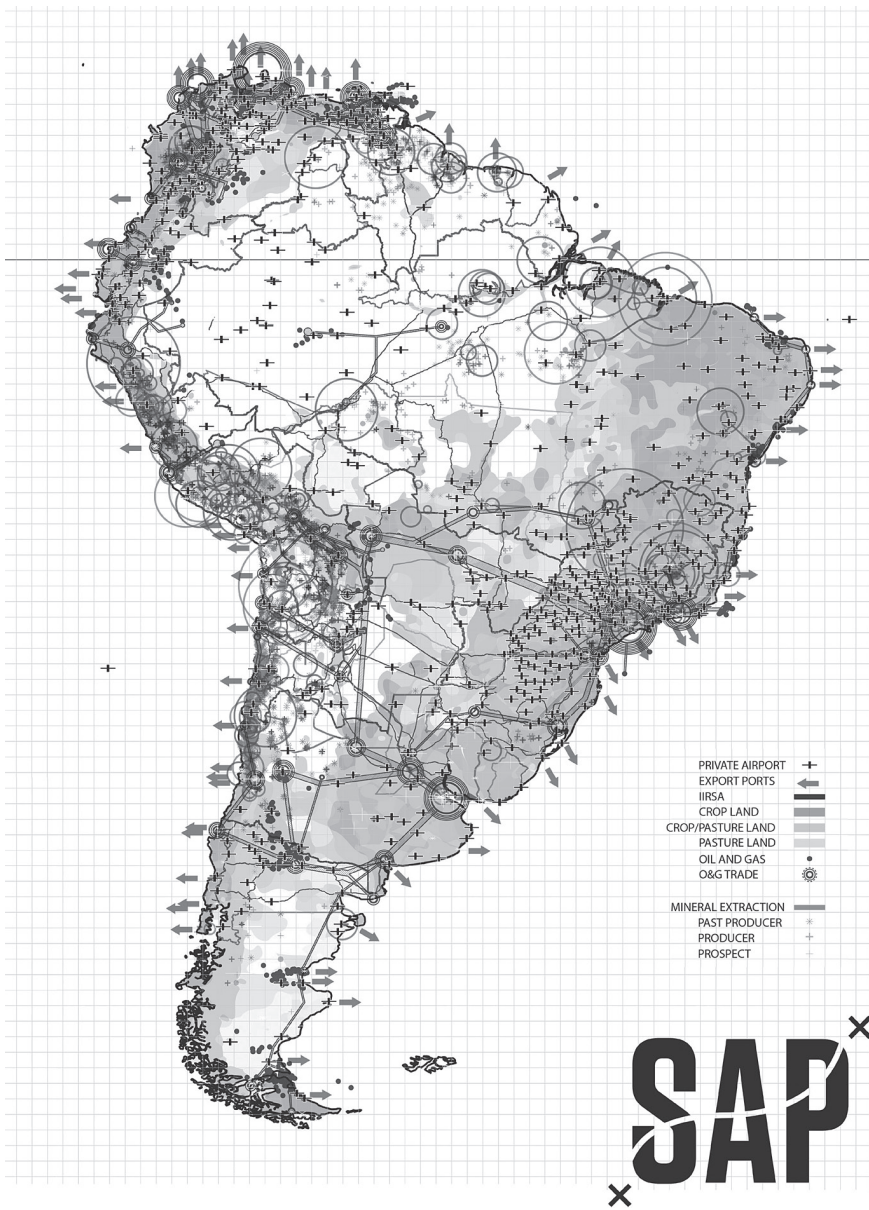 PRIVATE AIRPORT
EXPORT PORTS
IIRSA
CROP LAND
CROP/PASTURE LAND
PASTURE LAND
OIL AND GAS
O&G TRADE
MINERAL EXTRACTION
PAST PRODUCER
PRODUCER
PROSPECT
SAP